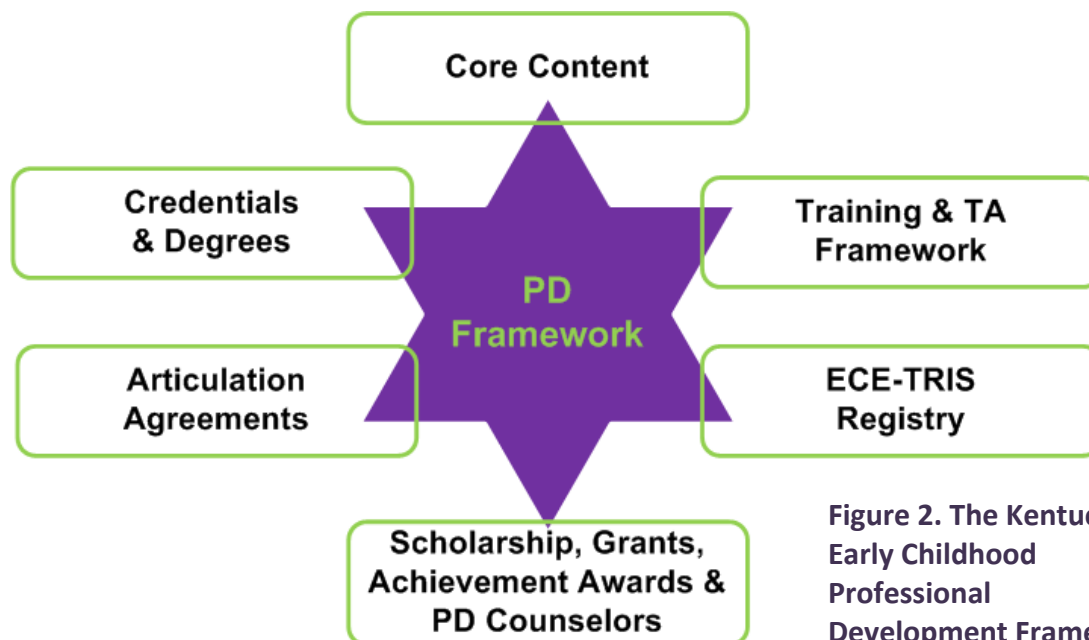 Core Content
Credentials
& Degrees
Training & TA
Framework
PD
Framework
Articulation
Agreements
ECE-TRIS
Registry
Scholarship, Grants,
Achievement Awards &
PD Counselors
Figure 2. The
Early Childhood
Professional
Development